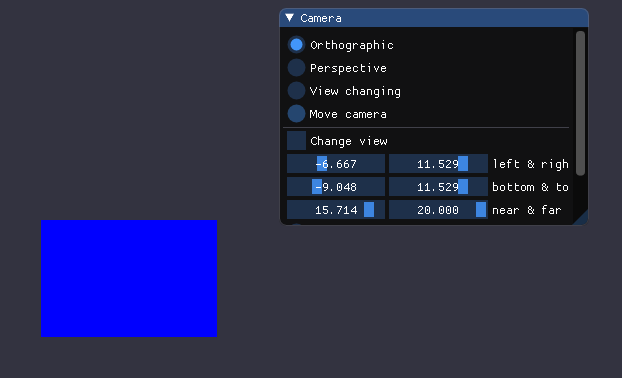 Camera
Orthographic
Perspective
View changing
Move camera
Change view
-6.667 11.529 left & righ
-9.048 11.529 bottom & to
15.714 20.000 near & far